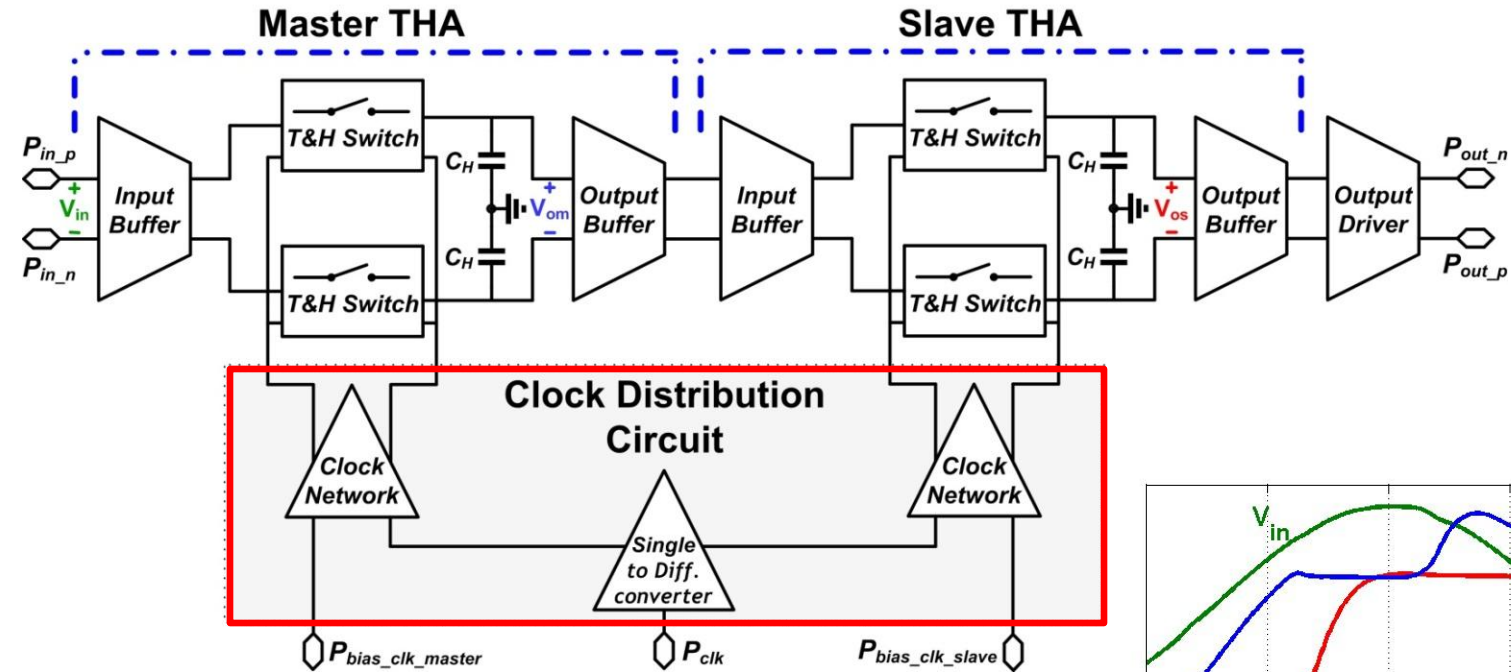 Master THA
Slave THA
P_in_p
+
V_in
−
P_in_n
Input
Buffer
T&H Switch
T&H Switch
C_H
C_H
+
V_om
−
Output
Buffer
Input
Buffer
T&H Switch
T&H Switch
C_H
C_H
+
V_os
−
Output
Buffer
Output
Driver
P_out_n
P_out_p
Clock Distribution
Circuit
Clock
Network
Single
to Diff.
converter
Clock
Network
P_bias_clk_master
P_clk
P_bias_clk_slave
V_in